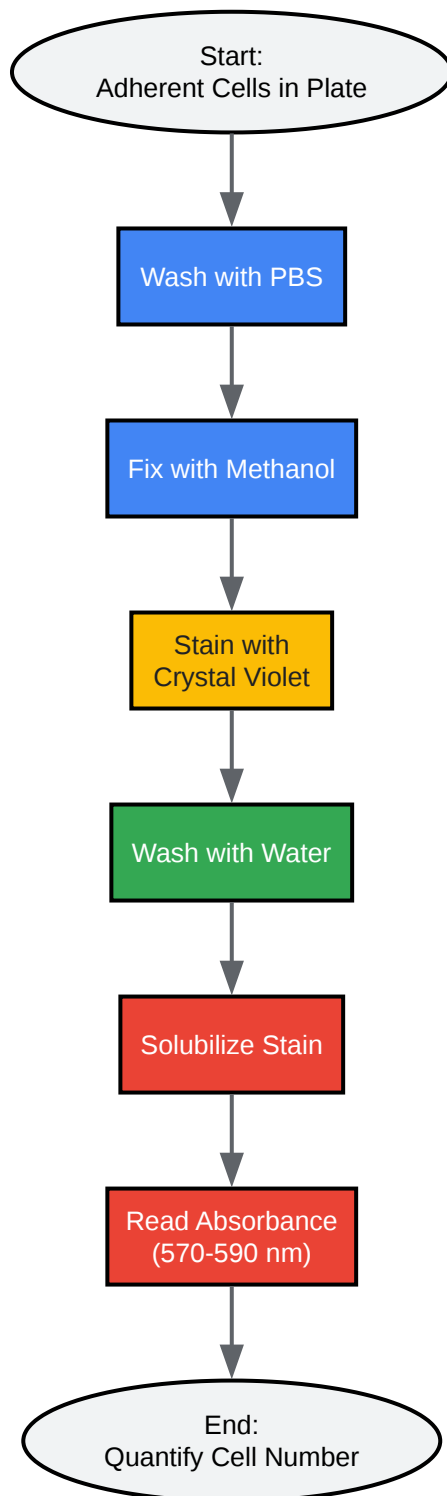 Start:
Adherent Cells in Plate
Wash with PBS
Fix with Methanol
Stain with
Crystal Violet
Wash with Water
Solubilize Stain
Read Absorbance
(570-590 nm)
End:
Quantify Cell Number